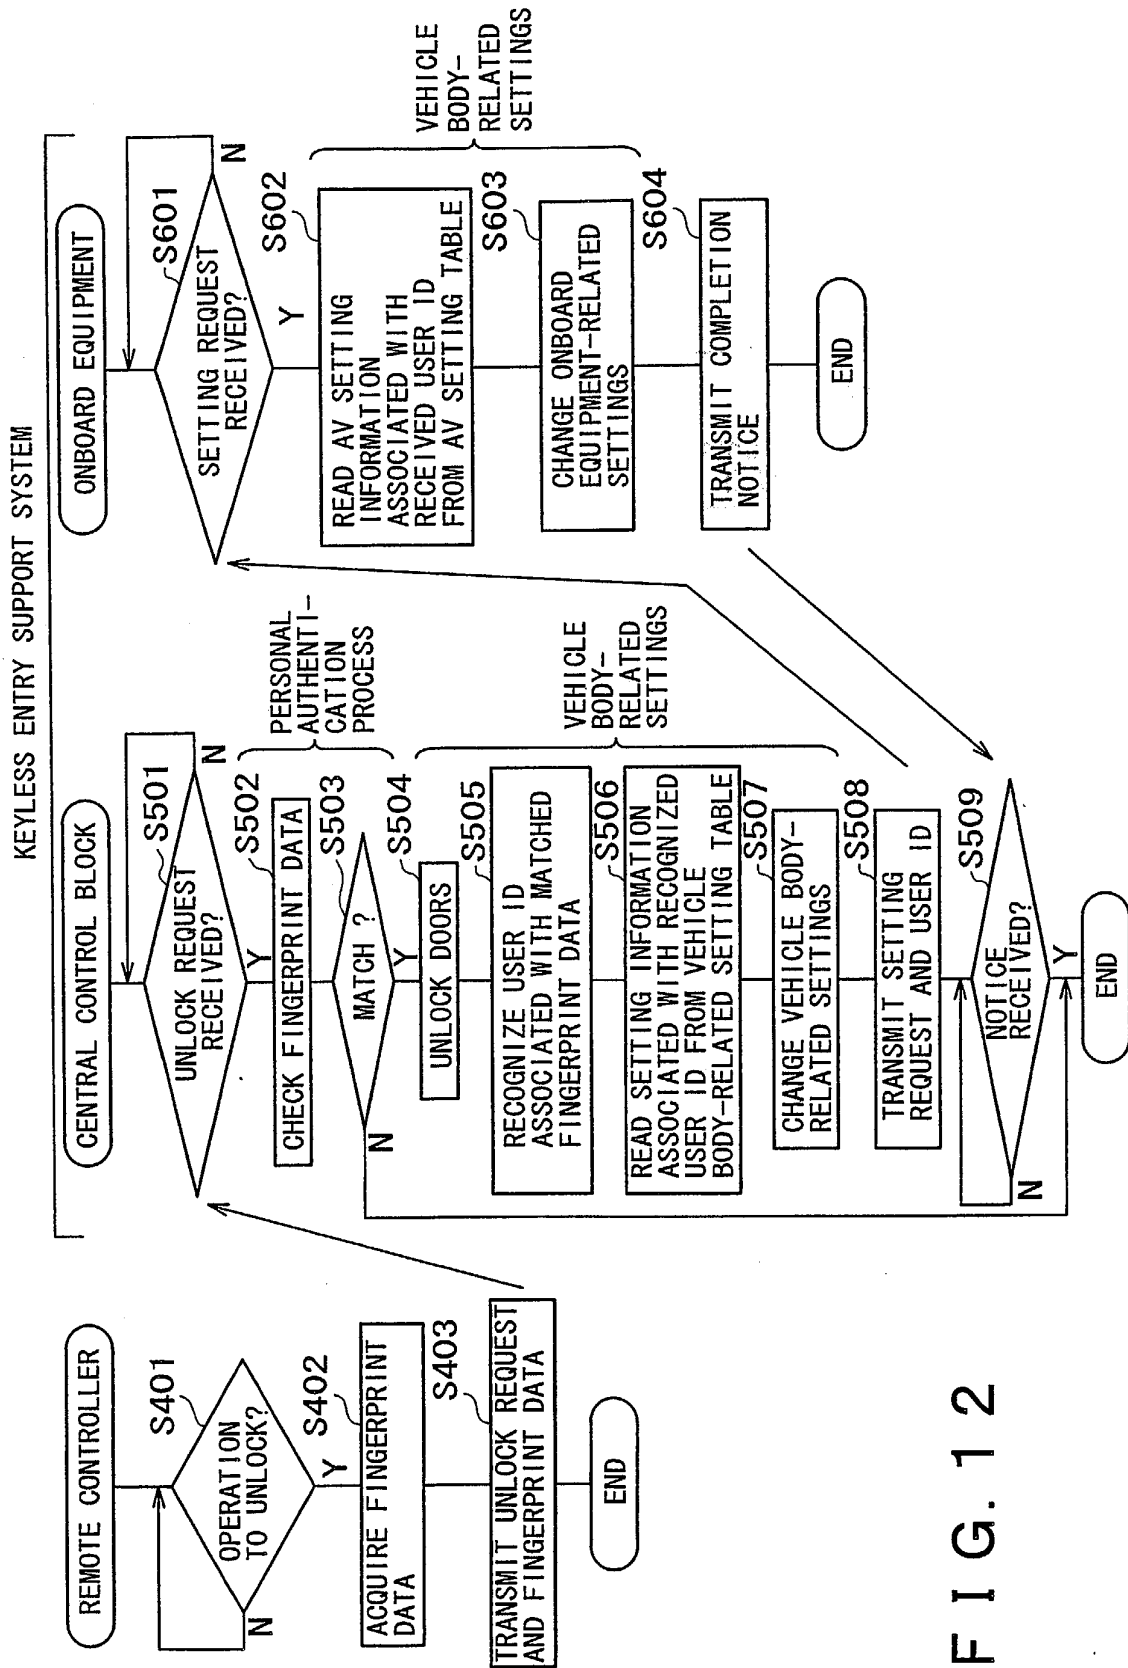 KEYLESS ENTRY SUPPORT SYSTEM
REMOTE CONTROLLER
S401
OPERATION
TO UNLOCK?
N
Y
S402
ACQUIRE FINGERPRINT
DATA
S403
TRANSMIT UNLOCK REQUEST
AND FINGERPRINT DATA
END
CENTRAL CONTROL BLOCK
S501
UNLOCK REQUEST
RECEIVED?
N
Y
S502
CHECK FINGERPRINT DATA
PERSONAL
AUTHENTI-
CATION
PROCESS
S503
MATCH ?
N
Y
S504
UNLOCK DOORS
S505
RECOGNIZE USER ID
ASSOCIATED WITH MATCHED
FINGERPRINT DATA
VEHICLE
BODY-
RELATED
SETTINGS
S506
READ SETTING INFORMATION
ASSOCIATED WITH RECOGNIZED
USER ID FROM VEHICLE
BODY-RELATED SETTING TABLE
S507
CHANGE VEHICLE BODY-
RELATED SETTINGS
S508
TRANSMIT SETTING
REQUEST AND USER ID
S509
NOTICE
RECEIVED?
N
Y
END
ONBOARD EQUIPMENT
S601
SETTING REQUEST
RECEIVED?
N
Y
S602
READ AV SETTING
INFORMATION
ASSOCIATED WITH
RECEIVED USER ID
FROM AV SETTING TABLE
VEHICLE
BODY-
RELATED
SETTINGS
S603
CHANGE ONBOARD
EQUIPMENT-RELATED
SETTINGS
S604
TRANSMIT COMPLETION
NOTICE
END
FIG. 12